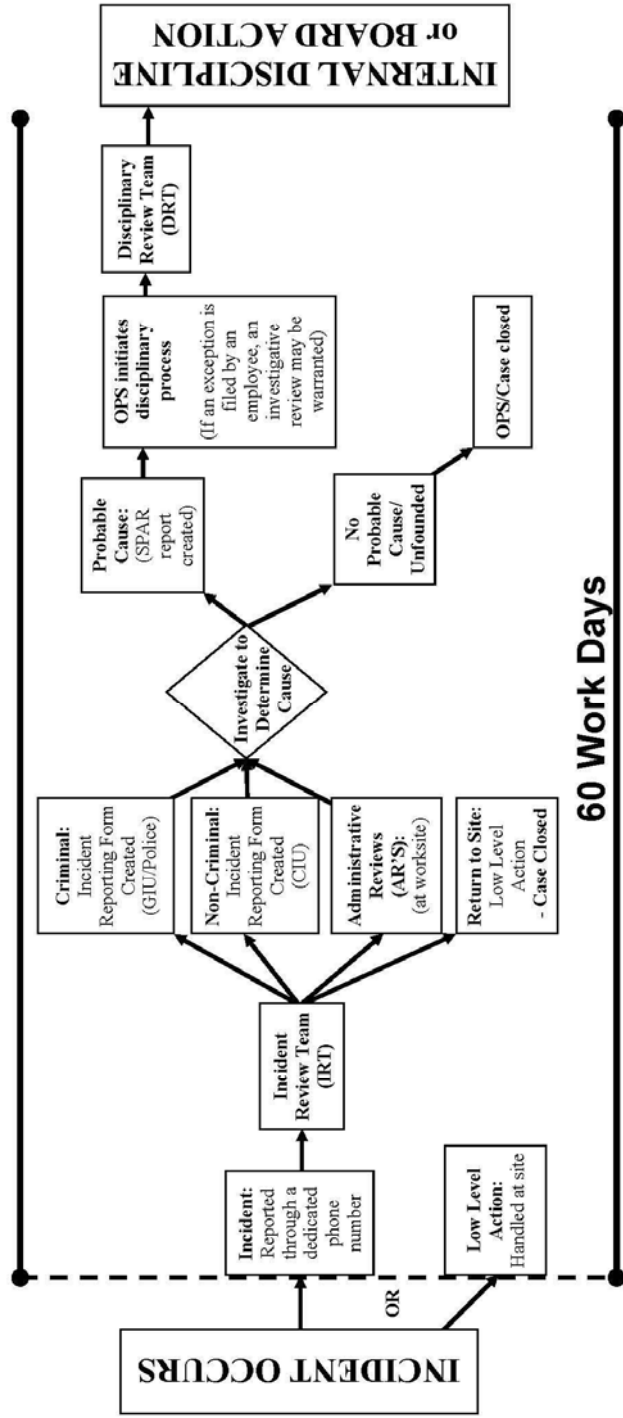 INCIDENT OCCURS
OR
Incident:
Reported
through a
dedicated
phone
number
Low Level
Action:
Handled at site
Incident
Review Team
(IRT)
Criminal:
Incident
Reporting Form
Created
(GIU/Police)
Non-Criminal:
Incident
Reporting Form
Created
(CIU)
Administrative
Reviews
(AR'S):
(at worksite)
Return to Site:
Low Level
Action
- Case Closed
Investigate to
Determine
Cause
Probable
Cause:
(SPAR
report
created)
No
Probable
Cause/
Unfounded
OPS initiates
disciplinary
process
(If an exception is
filed by an
employee, an
investigative
review may be
warranted)
OPS/Case closed
Disciplinary
Review Team
(DRT)
INTERNAL DISCIPLINE
or BOARD ACTION
60 Work Days